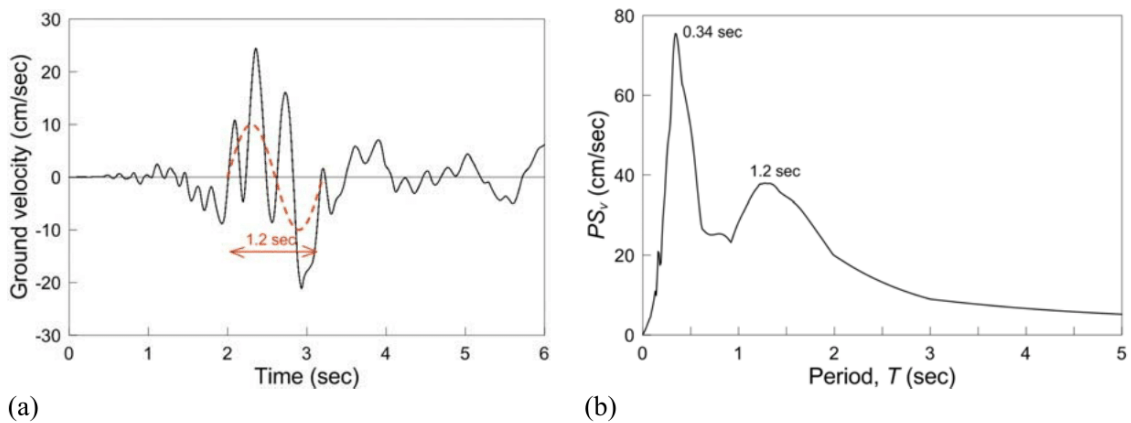 30
20
10
0
-10
-20
-30
Ground velocity (cm/sec)
1.2 sec
0 1 2 3 4 5 6
Time (sec)
(a)
80
60
40
20
0
PSv (cm/sec)
0.34 sec
1.2 sec
0 1 2 3 4 5
Period, T (sec)
(b)